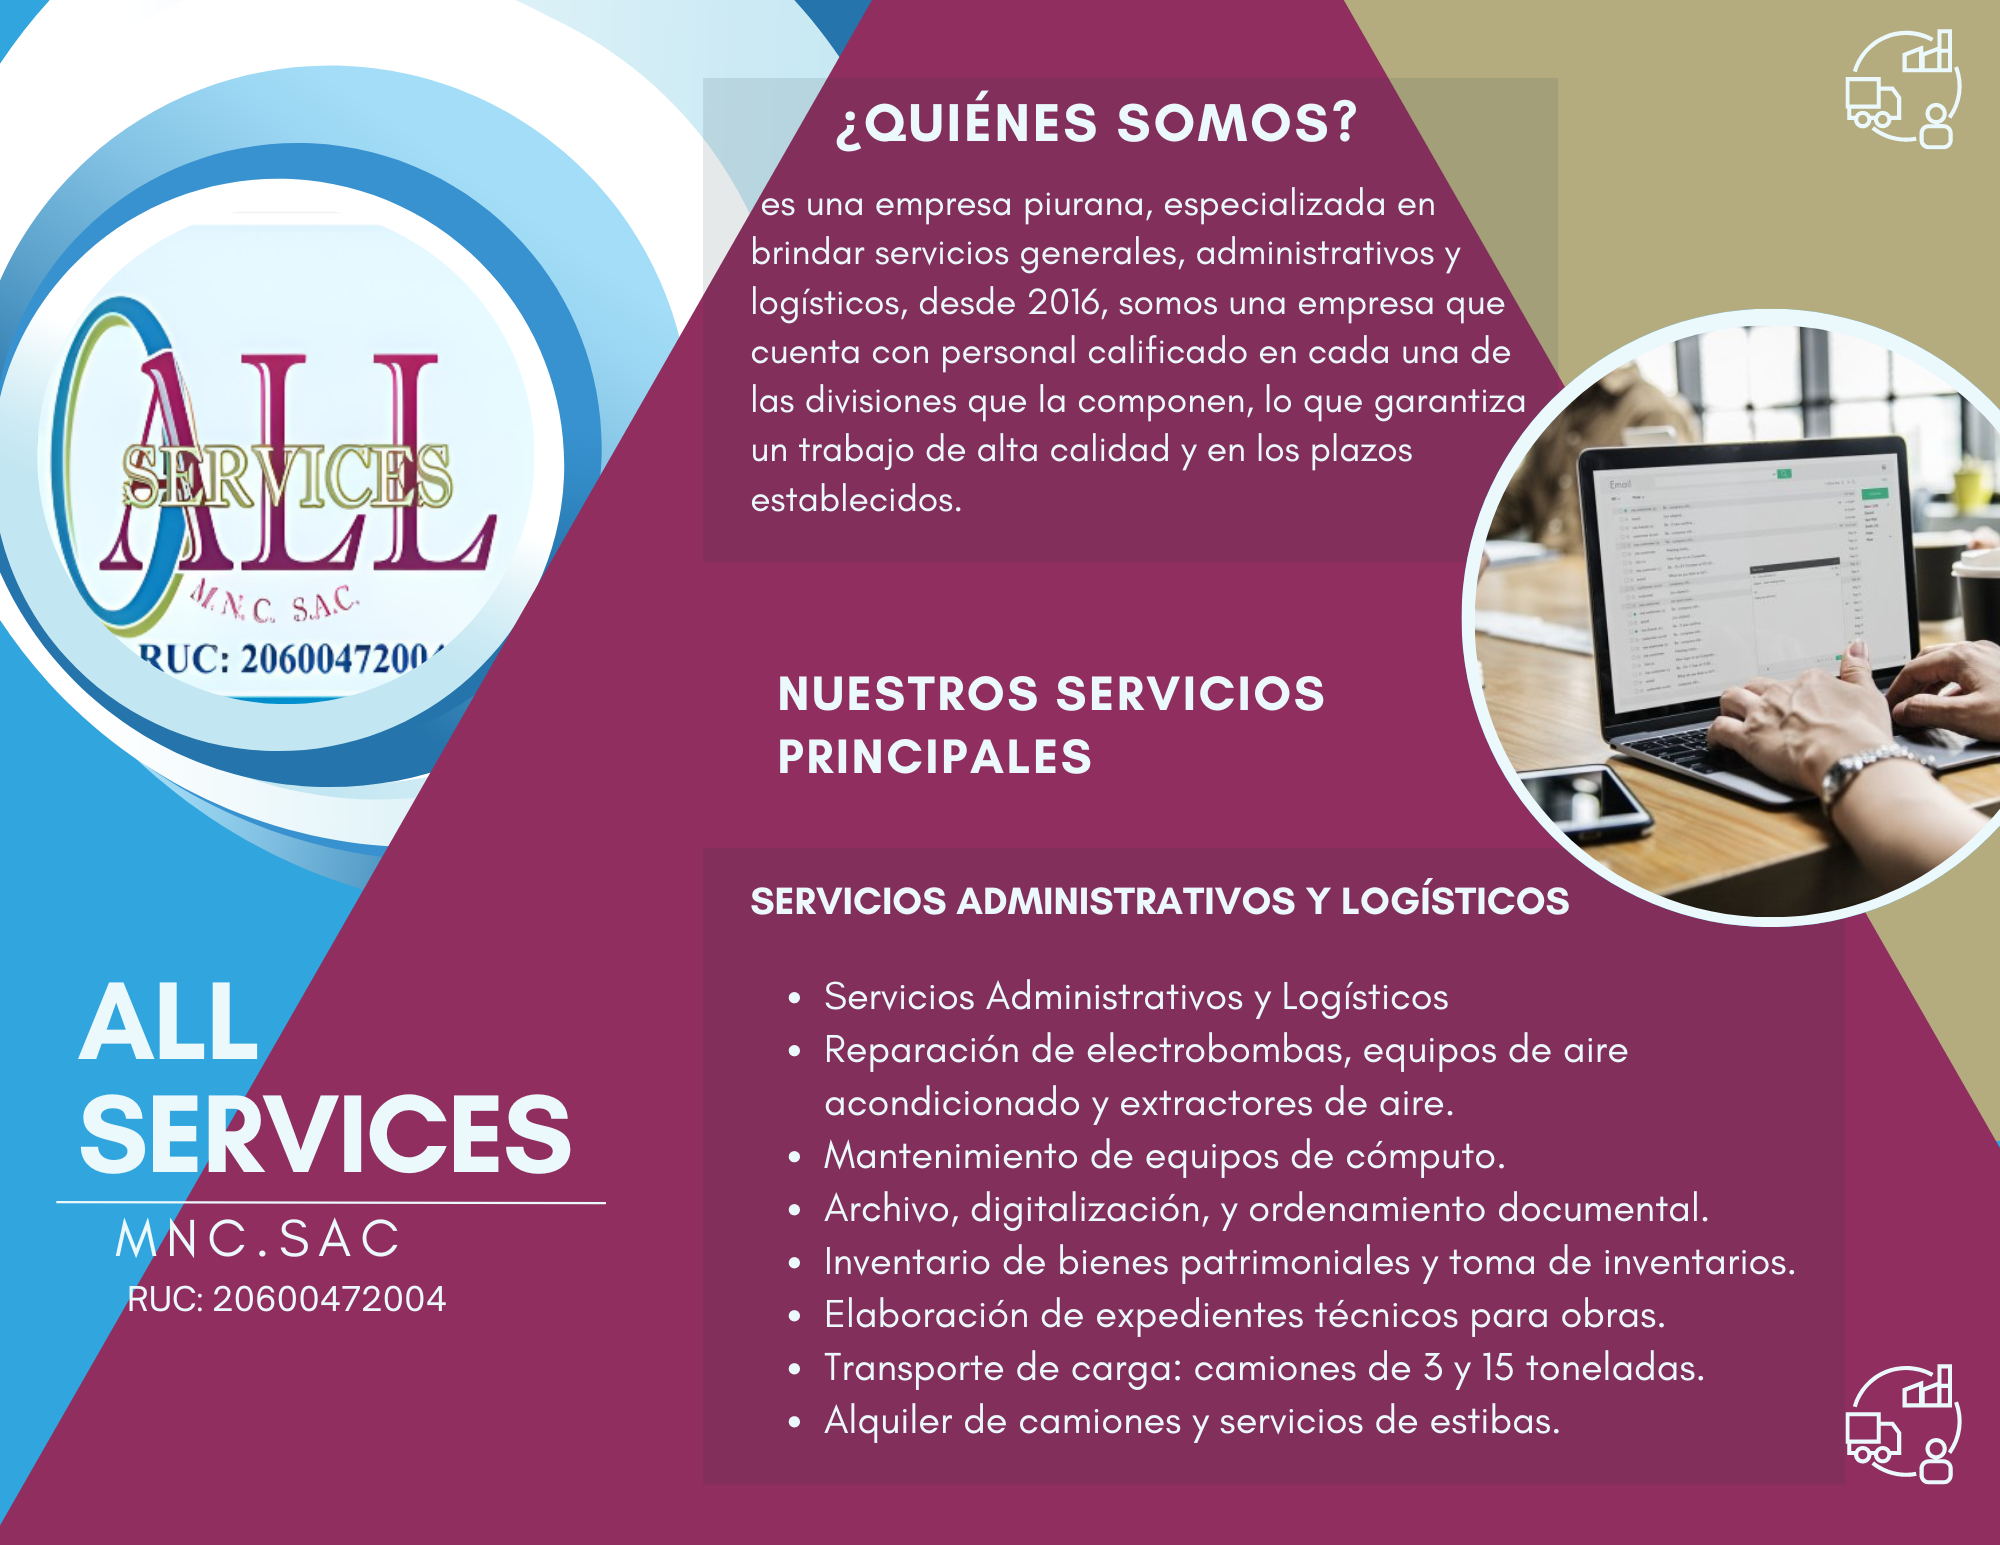 ¿QUIÉNES SOMOS?
es una empresa piurana, especializada en
brindar servicios generales, administrativos y
logísticos, desde 2016, somos una empresa que
cuenta con personal calificado en cada una de
las divisiones que la componen, lo que garantiza
un trabajo de alta calidad y en los plazos
establecidos.
ALL
SERVICES
M.N.C. S.A.C.
RUC: 20600472004
Email
NUESTROS SERVICIOS
PRINCIPALES
SERVICIOS ADMINISTRATIVOS Y LOGÍSTICOS
• Servicios Administrativos y Logísticos
• Reparación de electrobombas, equipos de aire
acondicionado y extractores de aire.
• Mantenimiento de equipos de cómputo.
• Archivo, digitalización, y ordenamiento documental.
• Inventario de bienes patrimoniales y toma de inventarios.
• Elaboración de expedientes técnicos para obras.
• Transporte de carga: camiones de 3 y 15 toneladas.
• Alquiler de camiones y servicios de estibas.
ALL
SERVICES
MNC.SAC
RUC: 20600472004